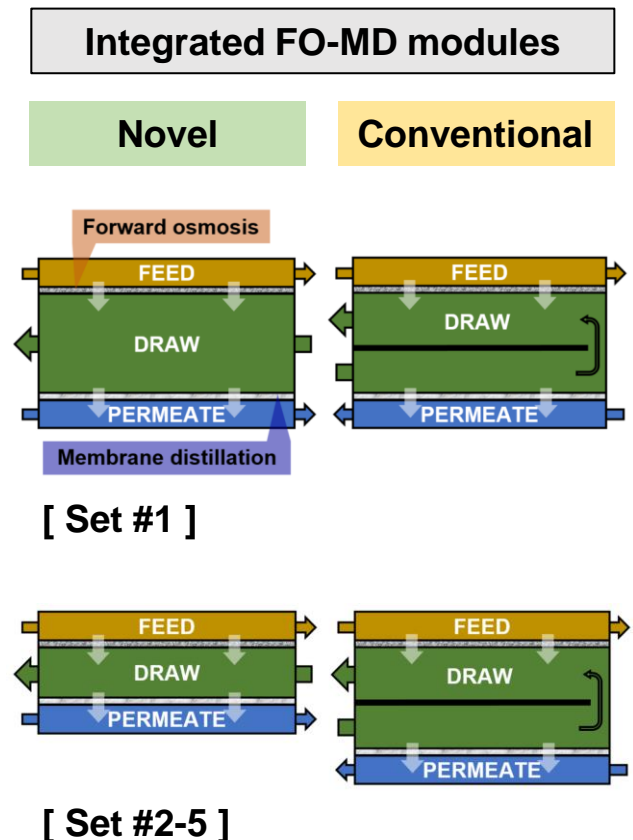 Integrated FO-MD modules
Novel
Conventional
Forward osmosis
FEED
DRAW
PERMEATE
Membrane distillation
FEED
DRAW
PERMEATE
[ Set #1 ]
FEED
DRAW
PERMEATE
FEED
DRAW
PERMEATE
[ Set #2-5 ]